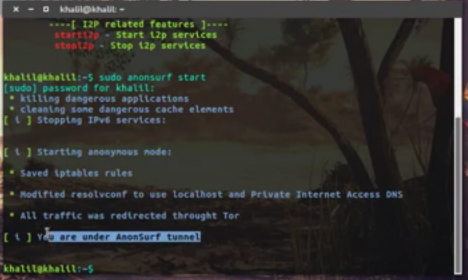 khalil@khalil: ~
----[ I2P related features ]----
starti2p - Start i2p services
stopi2p - Stop i2p services
khalil@khalil:~$ sudo anonsurf start
[sudo] password for khalil:
* killing dangerous applications
* cleaning some dangerous cache elements
[ i ] Stopping IPv6 services:
[ i ] Starting anonymous mode:
* Saved iptables rules
* Modified resolvconf to use localhost and Private Internet Access DNS
* All traffic was redirected throught Tor
[ i ] You are under AnonSurf tunnel
khalil@khalil:~$